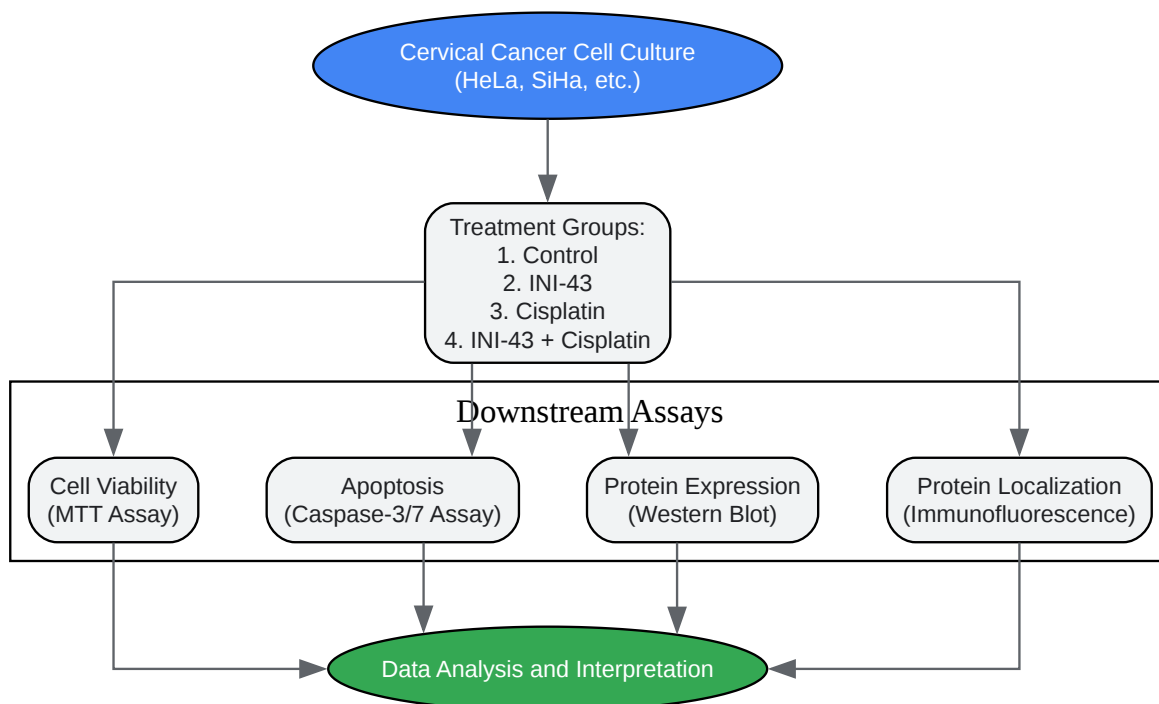 Cervical Cancer Cell Culture
(HeLa, SiHa, etc.)
Treatment Groups:
1. Control
2. INI-43
3. Cisplatin
4. INI-43 + Cisplatin
Downstream Assays
Cell Viability
(MTT Assay)
Apoptosis
(Caspase-3/7 Assay)
Protein Expression
(Western Blot)
Protein Localization
(Immunofluorescence)
Data Analysis and Interpretation